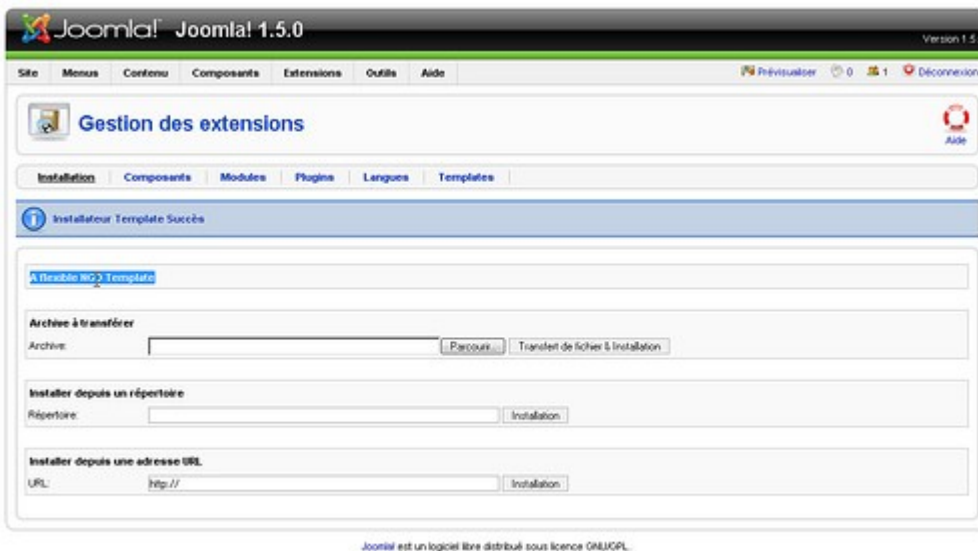 Joomla! Joomla! 1.5.0
Version 1.5
Site Menus Contenu Composants Extensions Outils Aide Prévisualiser 0 1 Déconnexion
Gestion des extensions
Aide
Installation Composants Modules Plugins Langues Templates
Installateur Template Succès
A flexible NGO Template
Archive à transférer
Archive: Parcourir... Transfert de fichier & Installation
Installer depuis un répertoire
Répertoire: Installation
Installer depuis une adresse URL
URL: http:// Installation
Joomla! est un logiciel libre distribué sous licence GNU/GPL.